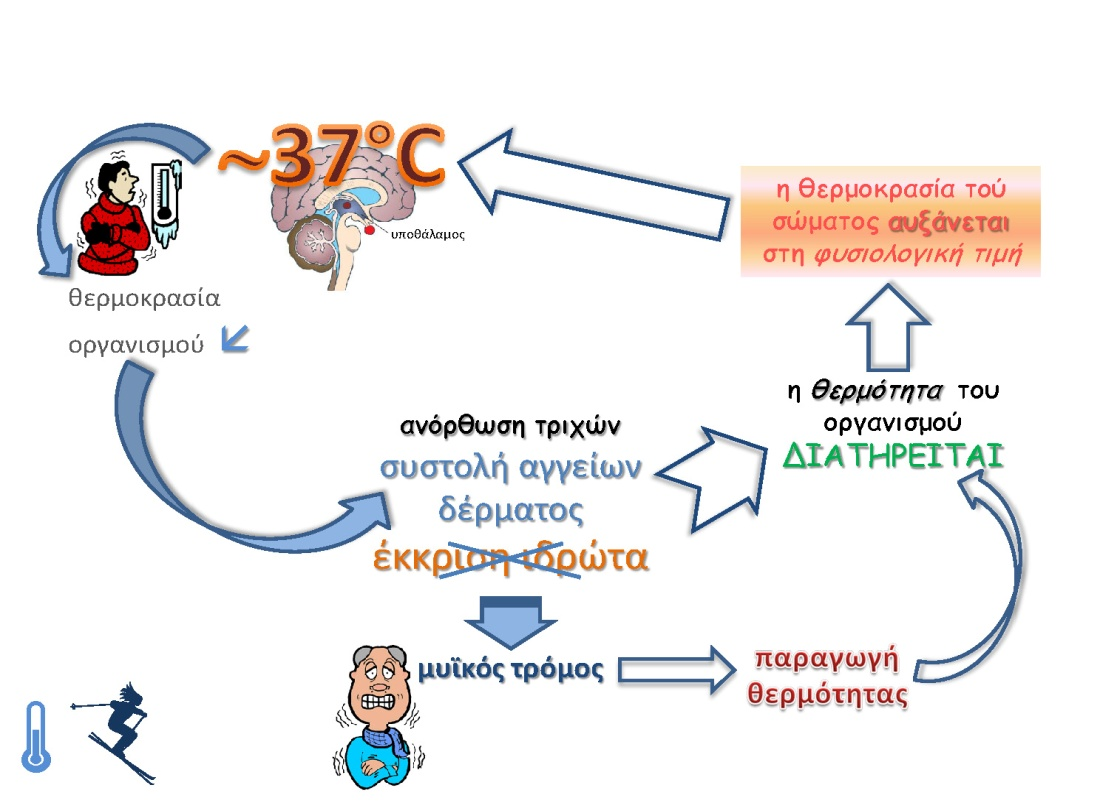 ~37°C
υποθάλαμος
θερμοκρασία
οργανισμού
η θερμοκρασία τού
σώματος αυξάνεται
στη φυσιολογική τιμή
η θερμότητα του
οργανισμού
ΔΙΑΤΗΡΕΙΤΑΙ
ανόρθωση τριχών
συστολή αγγείων
δέρματος
έκκριση ιδρώτα
μυϊκός τρόμος
παραγωγή
θερμότητας